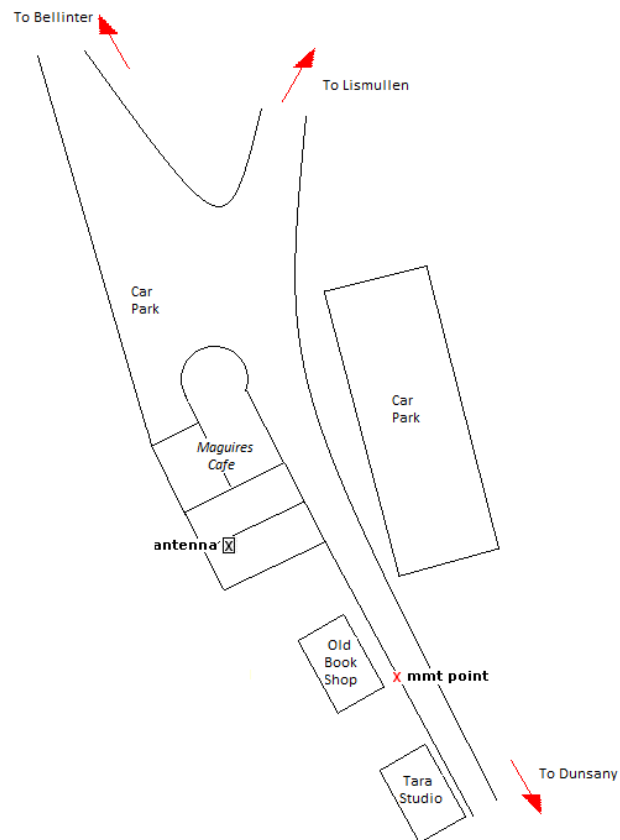 To Bellinter
To Lismullen
Car
Park
Car
Park
Maguires
Cafe
antenna X
Old
Book
Shop
X mmt point
To Dunsany
Tara
Studio